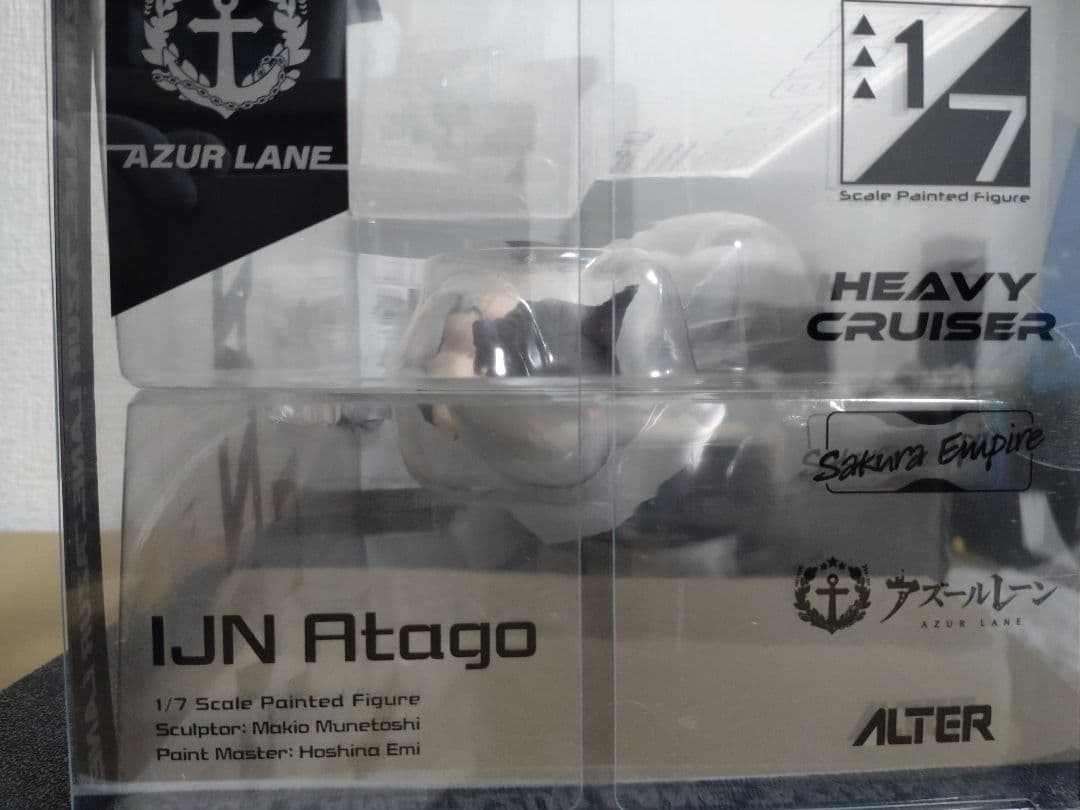 AZUR LANE
1
7
Scale Painted Figure
HEAVY
CRUISER
Sakura Empire
アズールレーン
AZUR LANE
IJN Atago
1/7 Scale Painted Figure
Sculptor: Makio Munetoshi
Paint Master: Hoshina Emi
ALTER